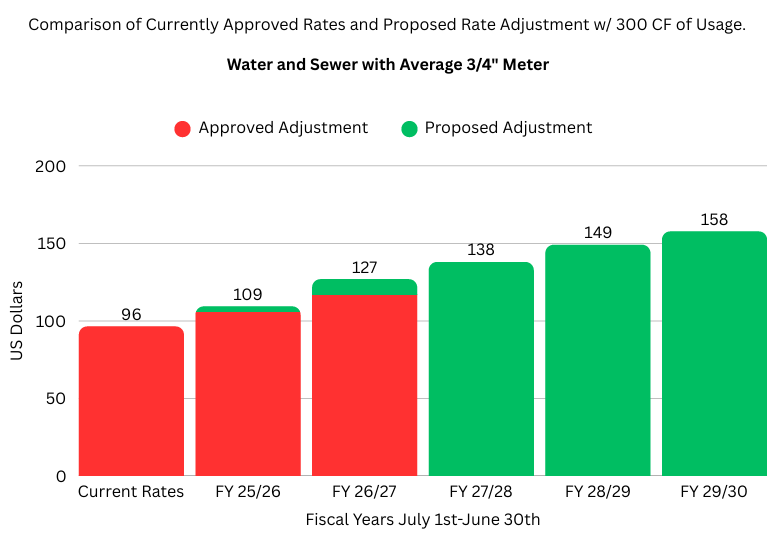 Comparison of Currently Approved Rates and Proposed Rate Adjustment w/ 300 CF of Usage.
Water and Sewer with Average 3/4" Meter
Approved Adjustment
Proposed Adjustment
200
150
100
50
0
US Dollars
96
109
127
138
149
158
Current Rates
FY 25/26
FY 26/27
FY 27/28
FY 28/29
FY 29/30
Fiscal Years July 1st-June 30th